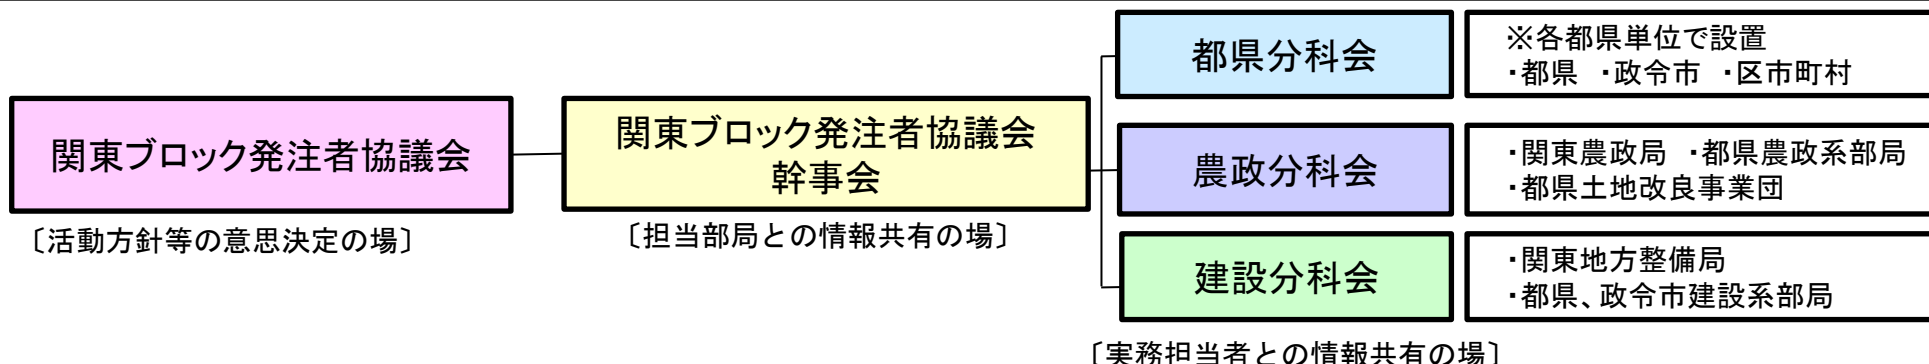 関東ブロック発注者協議会
〔活動方針等の意思決定の場〕
関東ブロック発注者協議会
幹事会
〔担当部局との情報共有の場〕
都県分科会
※各都県単位で設置
・都県 ・政令市 ・区市町村
農政分科会
・関東農政局 ・都県農政系部局
・都県土地改良事業団
建設分科会
・関東地方整備局
・都県、政令市建設系部局
〔実務担当者との情報共有の場〕